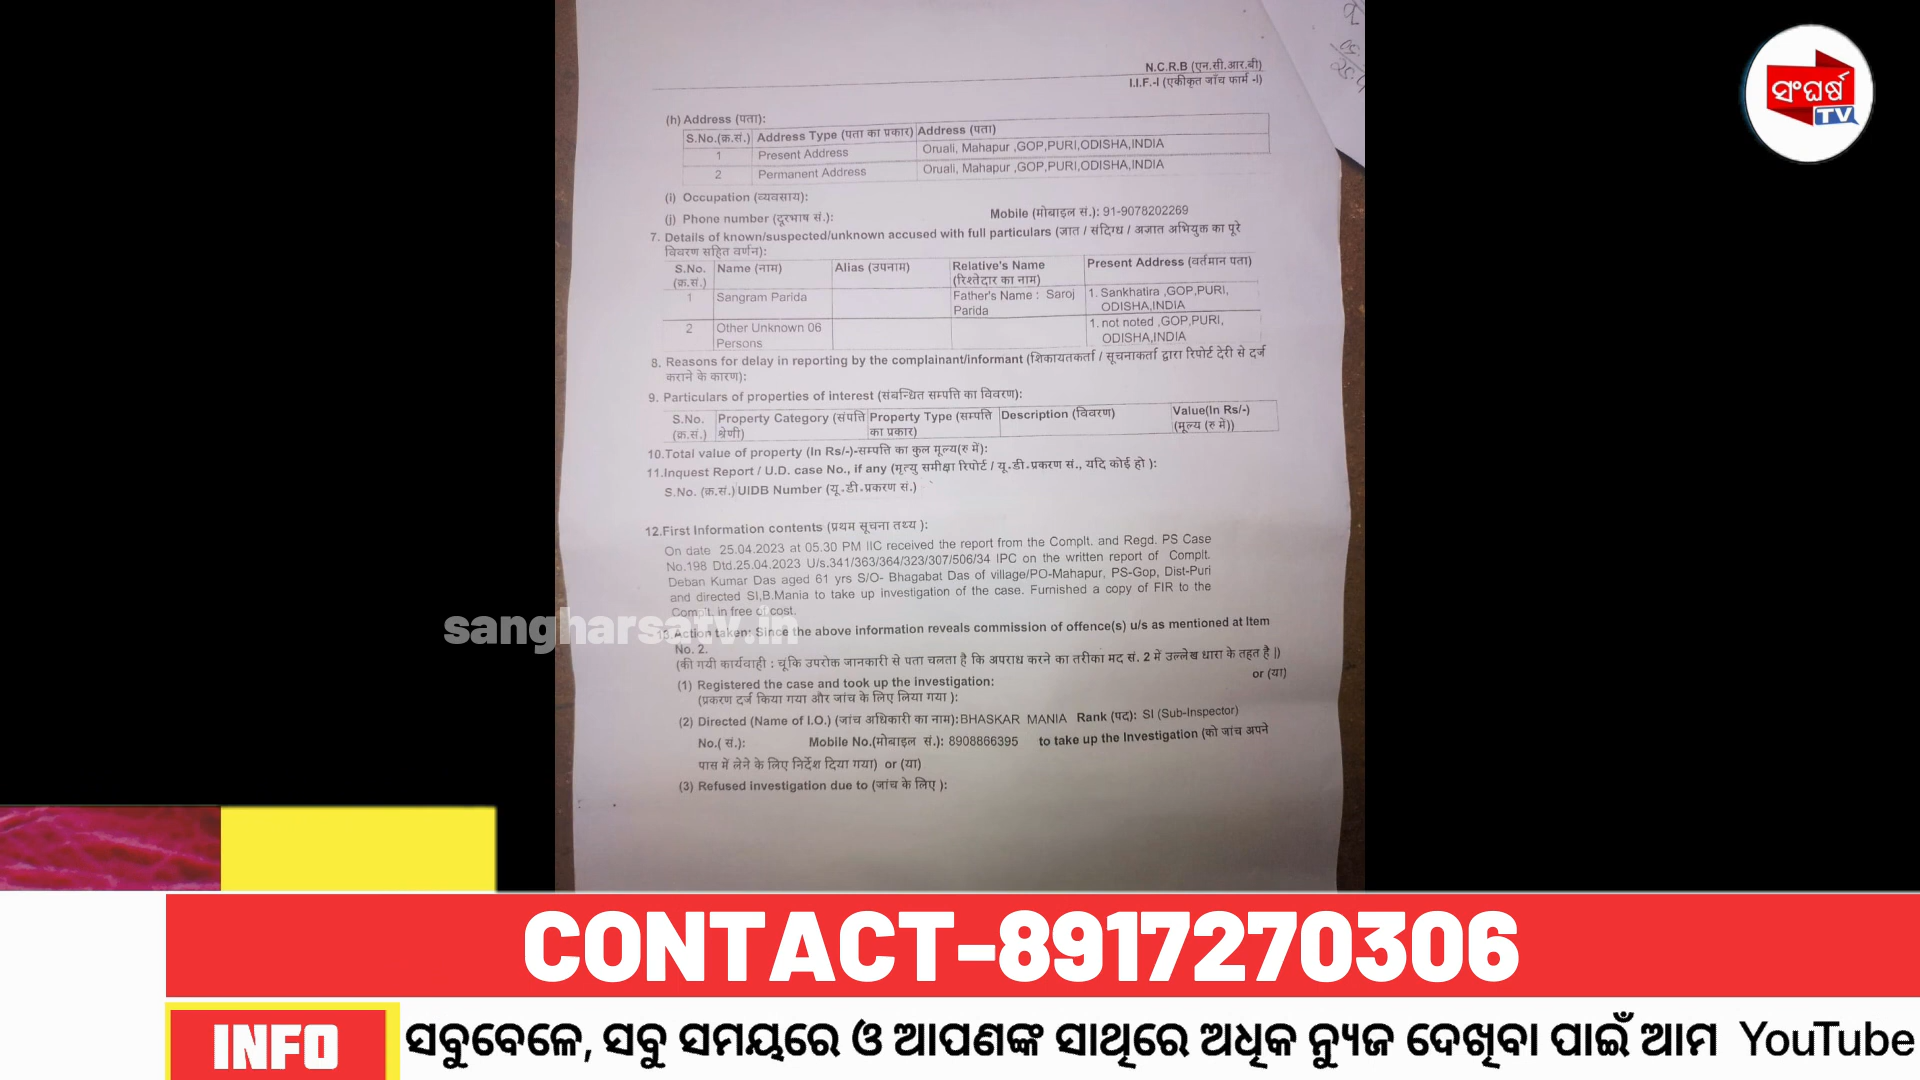 N.C.R.B (एन.सी.आर.बी)
I.I.F.-I (एकीकृत जाँच फार्म -I)
(h) Address (पता):
S.No.(क्र.सं.) Address Type (पता का प्रकार) Address (पता)
1 Present Address Oruali, Mahapur ,GOP,PURI,ODISHA,INDIA
2 Permanent Address Oruali, Mahapur ,GOP,PURI,ODISHA,INDIA
(i) Occupation (व्यवसाय):
(j) Phone number (दूरभाष सं.): Mobile (मोबाइल सं.): 91-9078202269
7. Details of known/suspected/unknown accused with full particulars (ज्ञात / संदिग्ध / अज्ञात अभियुक्त का पूरे
विवरण सहित वर्णन):
S.No. Name (नाम) Alias (उपनाम) Relative's Name Present Address (वर्तमान पता)
(क्र.सं.) (रिश्तेदार का नाम)
1 Sangram Parida Father's Name : Saroj 1. Sankhatira ,GOP,PURI,
Parida ODISHA,INDIA
2 Other Unknown 06 1. not noted ,GOP,PURI,
Persons ODISHA,INDIA
8. Reasons for delay in reporting by the complainant/informant (शिकायतकर्ता / सूचनाकर्ता द्वारा रिपोर्ट देरी से दर्ज
कराने के कारण):
9. Particulars of properties of interest (संबन्धित सम्पत्ति का विवरण):
S.No. Property Category (संपत्ति Property Type (सम्पत्ति Description (विवरण) Value(In Rs/-)
(क्र.सं.) श्रेणी) का प्रकार) (मूल्य (रु में))
10.Total value of property (In Rs/-)-सम्पत्ति का कुल मूल्य(रु में):
11.Inquest Report / U.D. case No., if any (मृत्यु समीक्षा रिपोर्ट / यू.डी.प्रकरण सं., यदि कोई हो ):
S.No. (क्र.सं.) UIDB Number (यू.डी.प्रकरण सं.)
12.First Information contents (प्रथम सूचना तथ्य ):
On date 25.04.2023 at 05.30 PM IIC received the report from the Complt. and Regd. PS Case
No.198 Dtd.25.04.2023 U/s.341/363/364/323/307/506/34 IPC on the written report of Complt.
Deban Kumar Das aged 61 yrs S/O- Bhagabat Das of village/PO-Mahapur, PS-Gop, Dist-Puri
and directed SI,B.Mania to take up investigation of the case. Furnished a copy of FIR to the
Complt. in free of cost.
sangharsatv.in
13.Action taken: Since the above information reveals commission of offence(s) u/s as mentioned at Item
No. 2.
(की गयी कार्यवाही : चूकि उपरोक्त जानकारी से पता चलता है कि अपराध करने का तरीका मद सं. 2 में उल्लेख धारा के तहत है।)
(1) Registered the case and took up the investigation: or (या)
(प्रकरण दर्ज किया गया और जांच के लिए लिया गया ):
(2) Directed (Name of I.O.) (जांच अधिकारी का नाम):BHASKAR MANIA Rank (पद): SI (Sub-Inspector)
No.( सं.): Mobile No.(मोबाइल सं.): 8908866395 to take up the Investigation (को जांच अपने
पास में लेने के लिए निर्देश दिया गया) or (या)
(3) Refused investigation due to (जांच के लिए ):
ସଂଘର୍ଷ
TV
CONTACT-8917270306
INFO
ସବୁବେଳେ, ସବୁ ସମୟରେ ଓ ଆପଣଙ୍କ ସାଥିରେ ଅଧିକ ନ୍ୟୁଜ ଦେଖିବା ପାଇଁ ଆମ YouTube